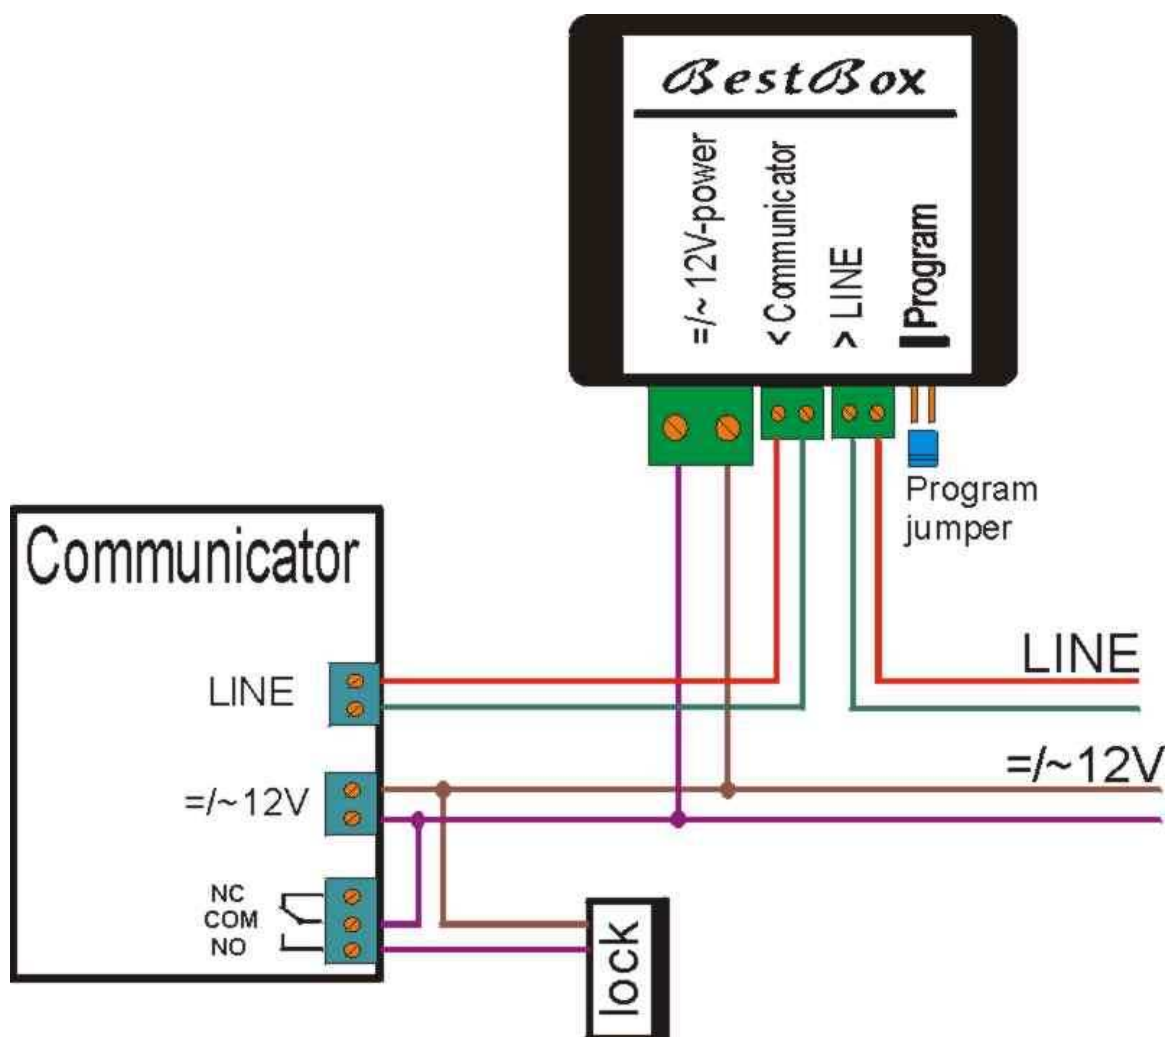 BestBox
=/~ 12V-power
< Communicator
> LINE
Program
Program
jumper
Communicator
LINE
LINE
=/~12V
=/~12V
NC
COM
NO
lock